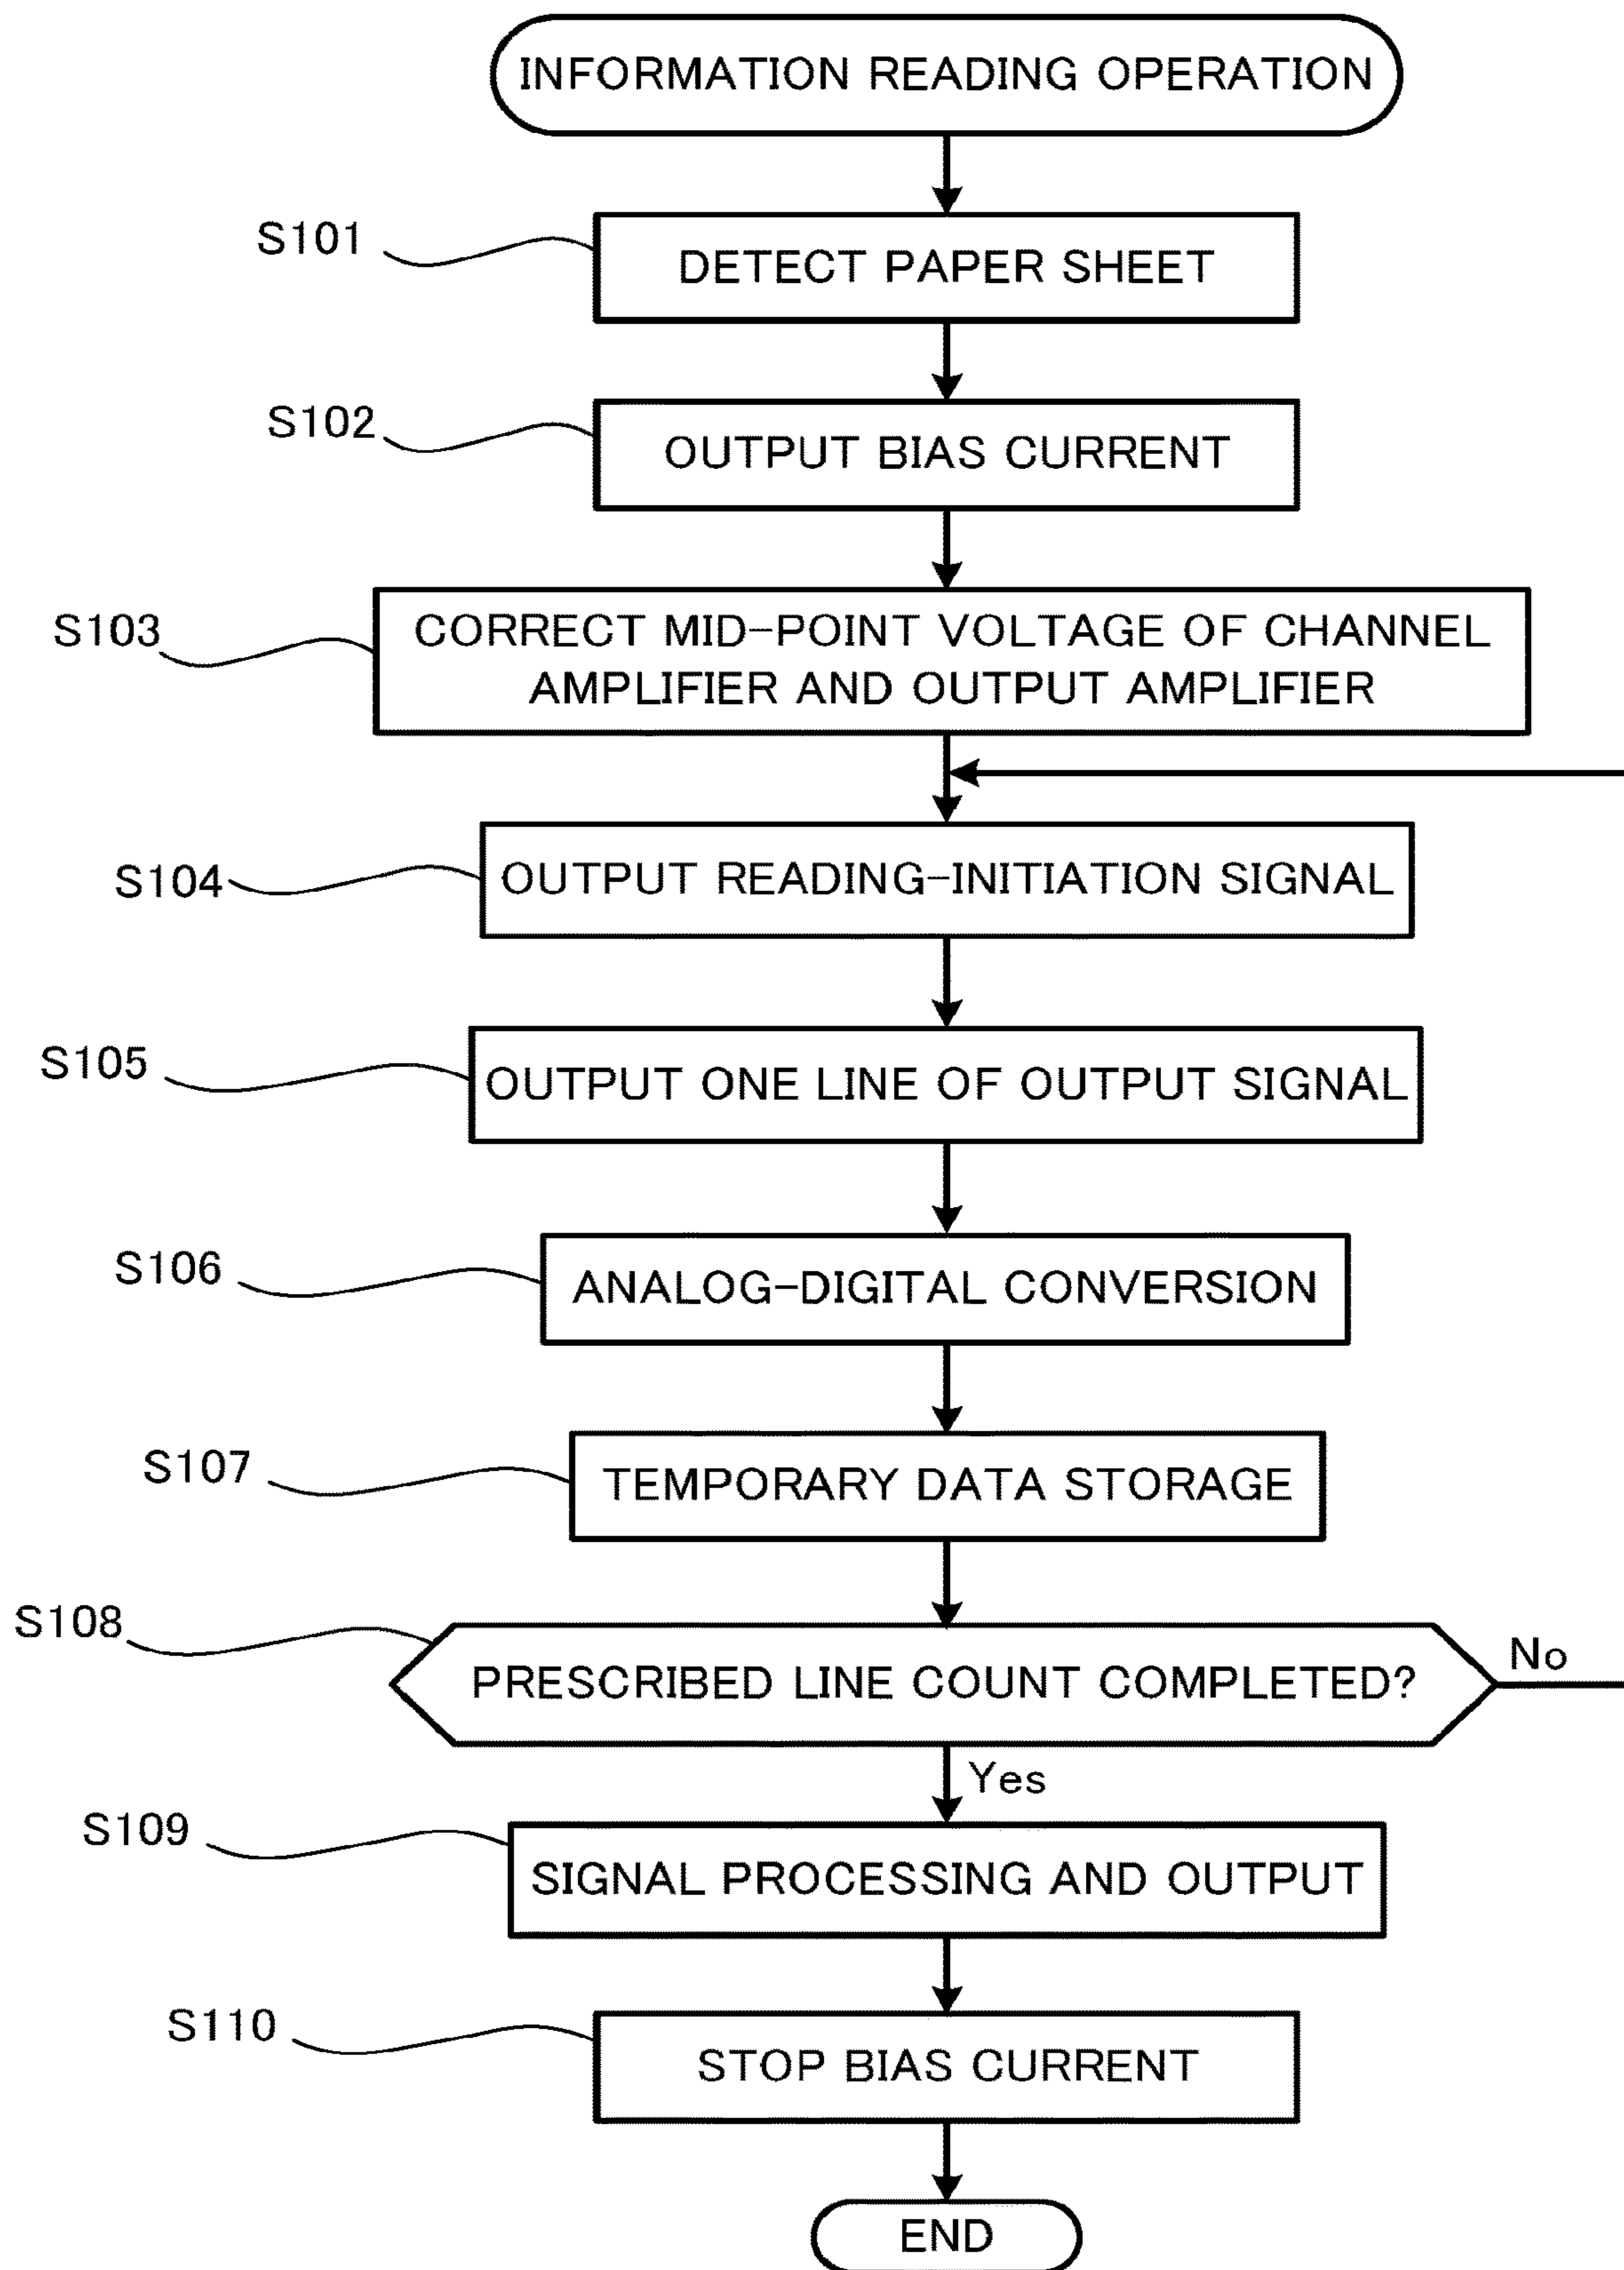 INFORMATION READING OPERATION
S101
DETECT PAPER SHEET
S102
OUTPUT BIAS CURRENT
S103
CORRECT MID-POINT VOLTAGE OF CHANNEL
AMPLIFIER AND OUTPUT AMPLIFIER
S104
OUTPUT READING-INITIATION SIGNAL
S105
OUTPUT ONE LINE OF OUTPUT SIGNAL
S106
ANALOG-DIGITAL CONVERSION
S107
TEMPORARY DATA STORAGE
S108
PRESCRIBED LINE COUNT COMPLETED?
No
Yes
S109
SIGNAL PROCESSING AND OUTPUT
S110
STOP BIAS CURRENT
END